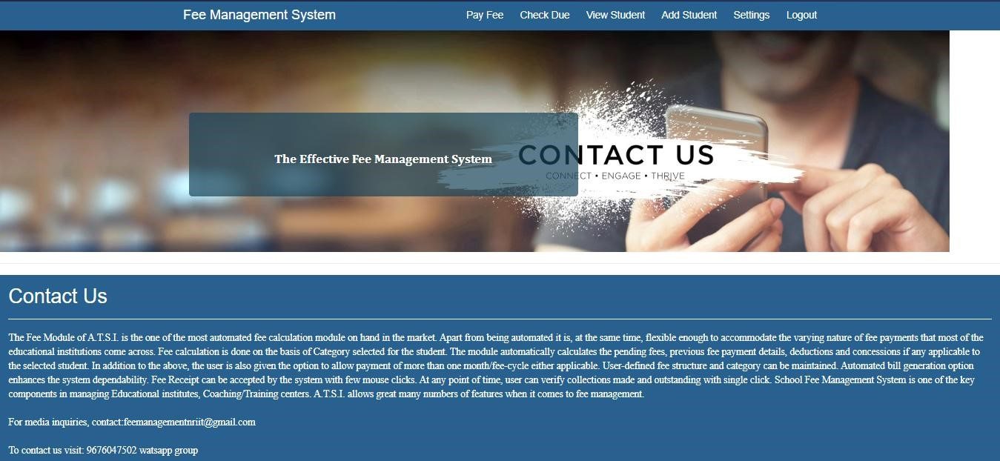 Fee Management System
Pay Fee Check Due View Student Add Student Settings Logout
The Effective Fee Management System
CONTACT US
CONNECT • ENGAGE • THRIVE
Contact Us
The Fee Module of A.T.S.I. is the one of the most automated fee calculation module on hand in the market. Apart from being automated it is, at the same time, flexible enough to accommodate the varying nature of fee payments that most of the
educational institutions come across. Fee calculation is done on the basis of Category selected for the student. The module automatically calculates the pending fees, previous fee payment details, deductions and concessions if any applicable to
the selected student. In addition to the above, the user is also given the option to allow payment of more than one month/fee-cycle either applicable. User-defined fee structure and category can be maintained. Automated bill generation option
enhances the system dependability. Fee Receipt can be accepted by the system with few mouse clicks. At any point of time, user can verify collections made and outstanding with single click. School Fee Management System is one of the key
components in managing Educational institutes, Coaching/Training centers. A.T.S.I. allows great many numbers of features when it comes to fee management.
For media inquiries, contact:feemanagementnriit@gmail.com
To contact us visit: 9676047502 watsapp group